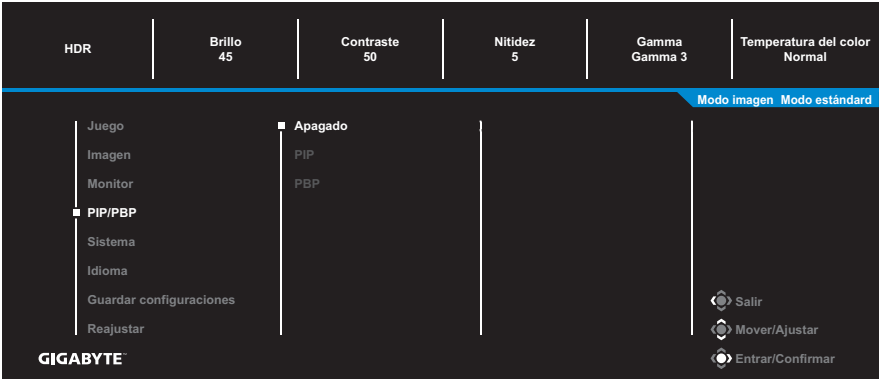 HDR
Brillo
45
Contraste
50
Nitidez
5
Gamma
Gamma 3
Temperatura del color
Normal
Modo imagen Modo estándard
Juego
Imagen
Monitor
PIP/PBP
Sistema
Idioma
Guardar configuraciones
Reajustar
Apagado
PIP
PBP
Salir
Mover/Ajustar
Entrar/Confirmar
GIGABYTE™